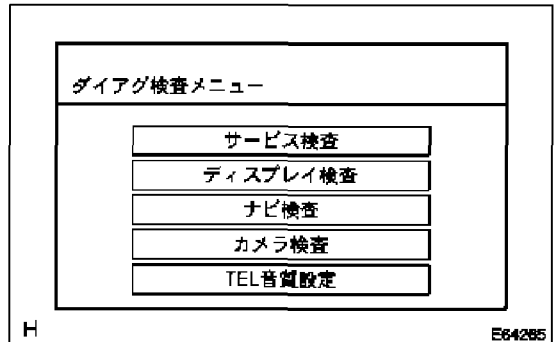 ダイアグ検査メニュー
サービス検査
ディスプレイ検査
ナビ検査
カメラ検査
TEL音質設定
H
E64265